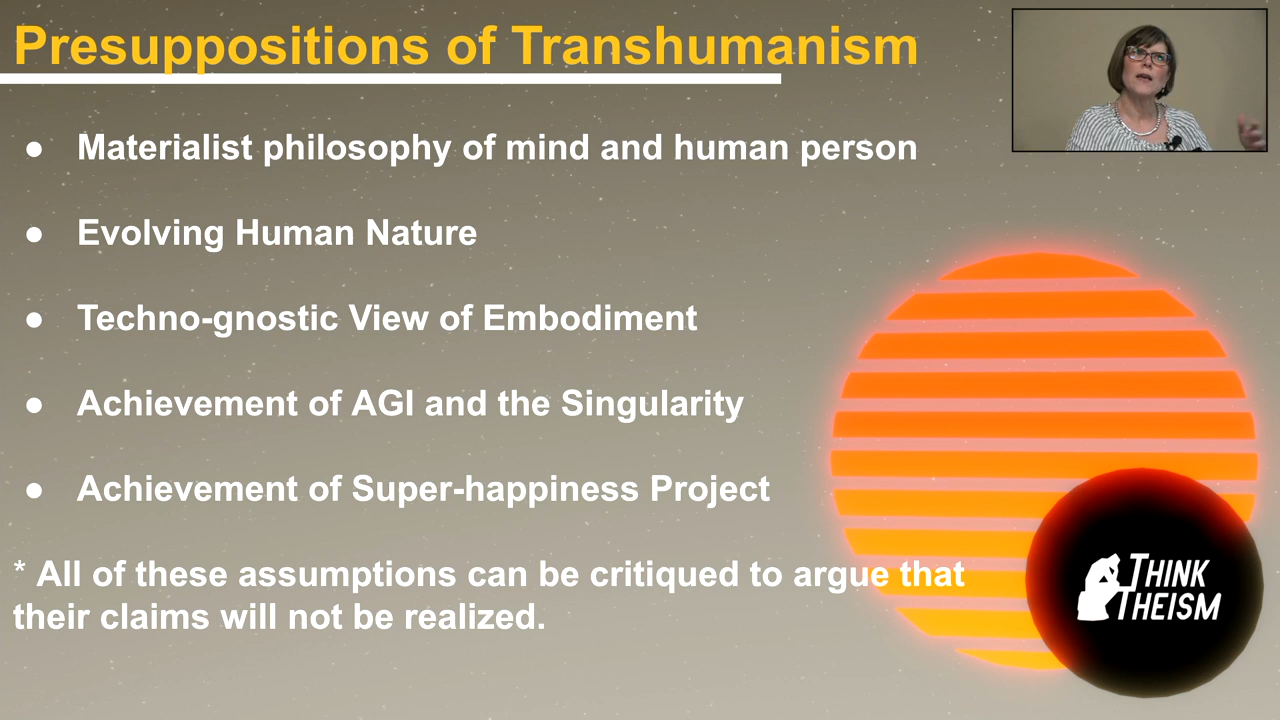 Presuppositions of Transhumanism
● Materialist philosophy of mind and human person
● Evolving Human Nature
● Techno-gnostic View of Embodiment
● Achievement of AGI and the Singularity
● Achievement of Super-happiness Project
* All of these assumptions can be critiqued to argue that
their claims will not be realized.
THINK
THEISM